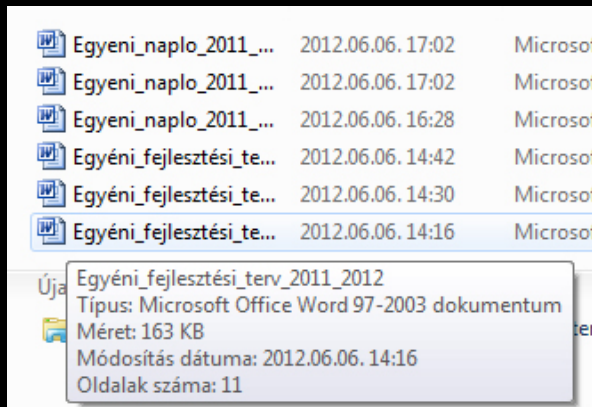 Egyeni_naplo_2011_... 2012.06.06. 17:02 Microsof
Egyeni_naplo_2011_... 2012.06.06. 17:02 Microsof
Egyeni_naplo_2011_... 2012.06.06. 16:28 Microsof
Egyéni_fejlesztési_te... 2012.06.06. 14:42 Microsof
Egyéni_fejlesztési_te... 2012.06.06. 14:30 Microsof
Egyéni_fejlesztési_te... 2012.06.06. 14:16 Microsof
Egyéni_fejlesztési_terv_2011_2012
Típus: Microsoft Office Word 97-2003 dokumentum
Méret: 163 KB
Módosítás dátuma: 2012.06.06. 14:16
Oldalak száma: 11